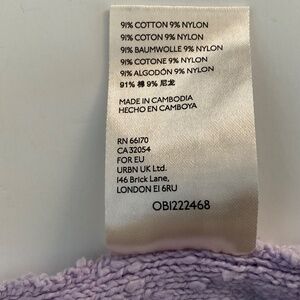 91% COTTON 9% NYLON
91% COTON 9% NYLON
91% BAUMWOLLE 9% NYLON
91% COTONE 9% NYLON
91% ALGODÓN 9% NYLON
91% 棉 9% 尼龙
MADE IN CAMBODIA
HECHO EN CAMBOYA
RN 66170
CA 32054
FOR EU
URBN UK Ltd.
146 Brick Lane,
LONDON E1 6RU
OB1222468